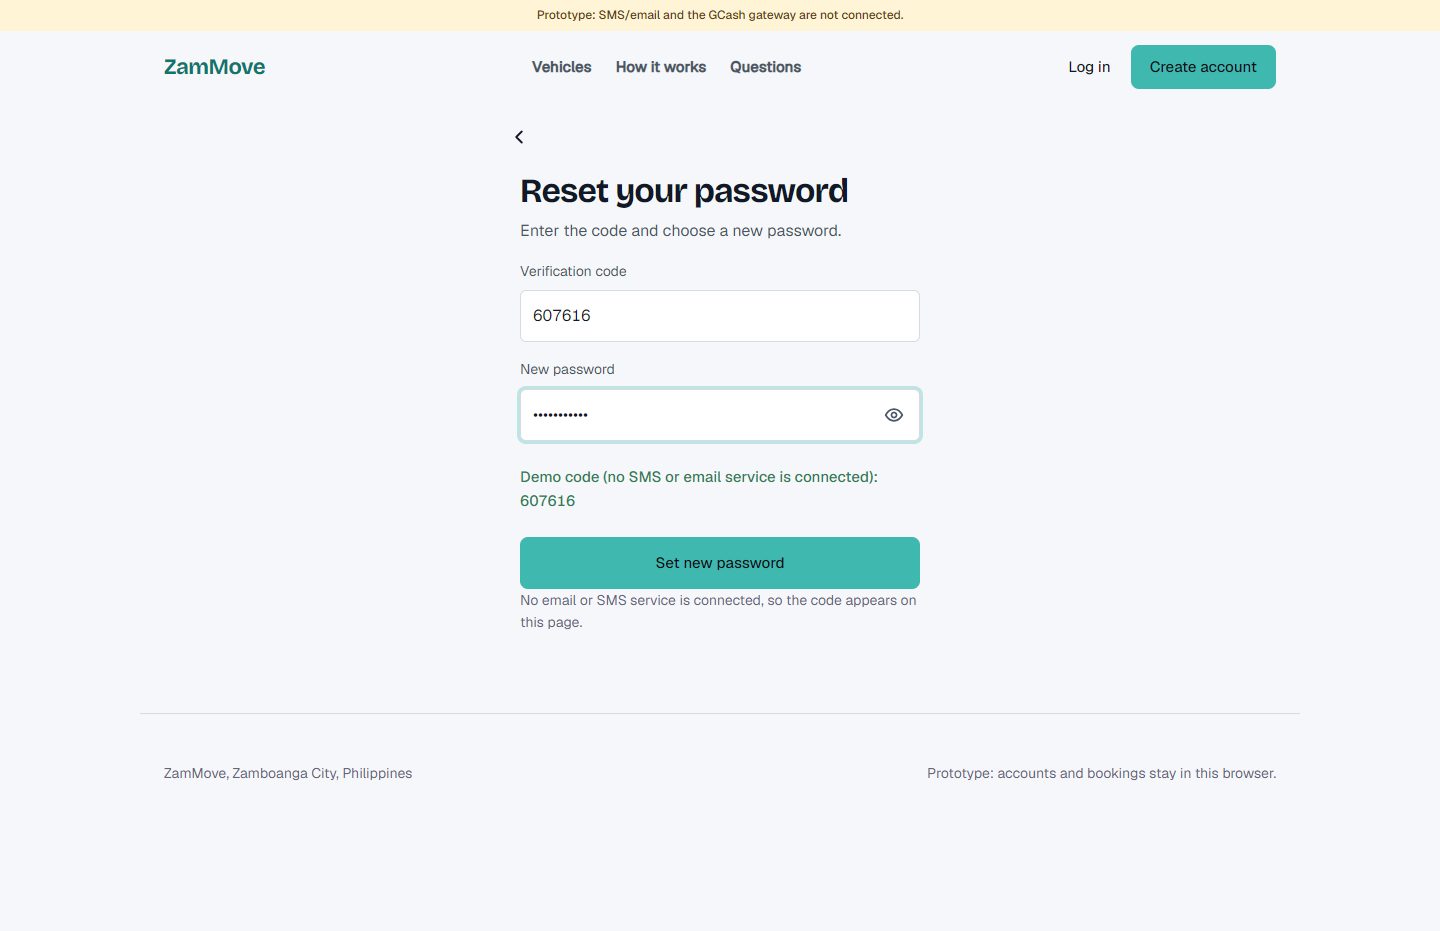 Prototype: SMS/email and the GCash gateway are not connected.
ZamMove
Vehicles
How it works
Questions
Log in
Create account
Reset your password
Enter the code and choose a new password.
Verification code
607616
New password
•••••••••••
Demo code (no SMS or email service is connected):
607616
Set new password
No email or SMS service is connected, so the code appears on
this page.
ZamMove, Zamboanga City, Philippines
Prototype: accounts and bookings stay in this browser.